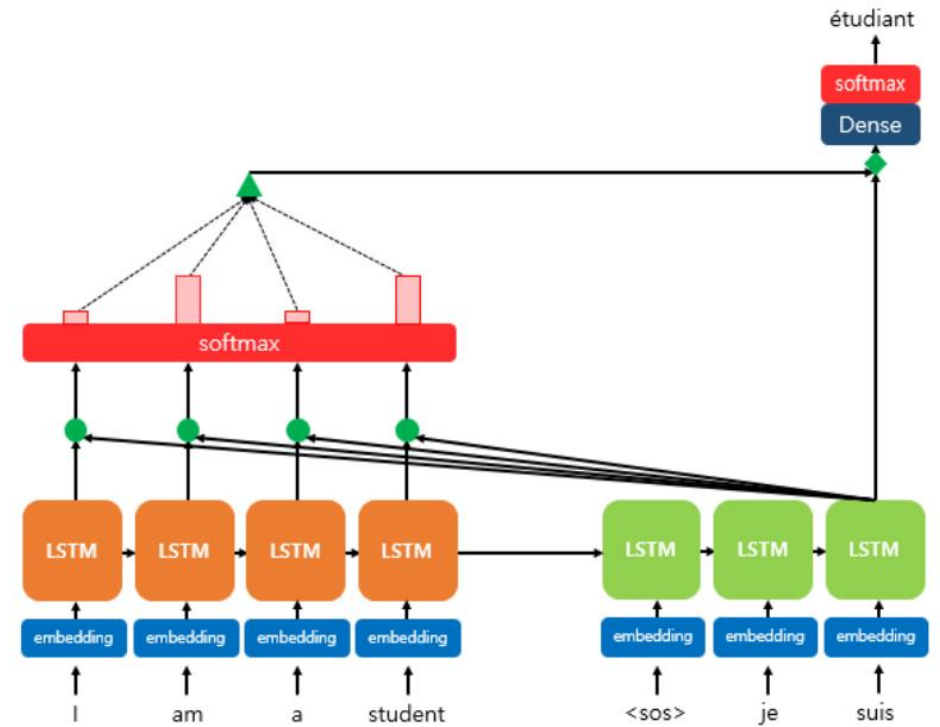 étudiant
softmax
Dense
softmax
LSTM LSTM LSTM LSTM LSTM LSTM LSTM
embedding embedding embedding embedding embedding embedding embedding
I am a student <sos> je suis